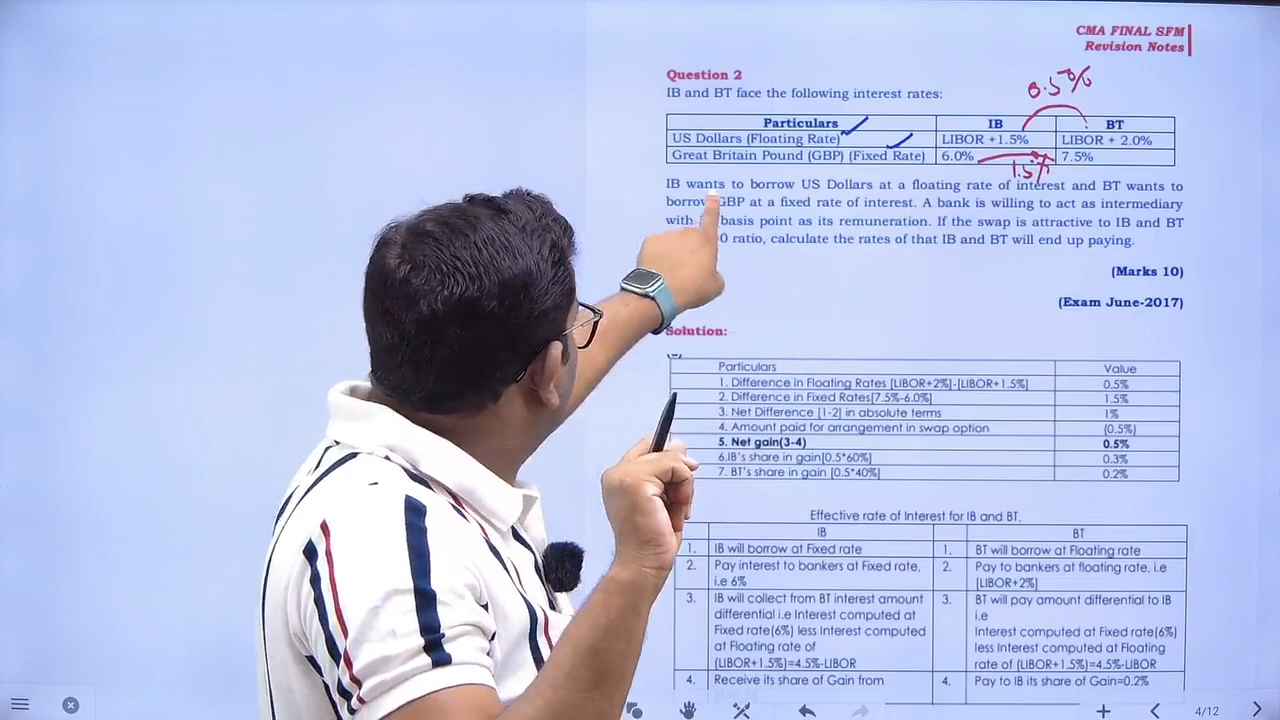 CMA FINAL SFM
Revision Notes
Question 2
IB and BT face the following interest rates:
0.5%
Particulars IB BT
US Dollars (Floating Rate) LIBOR +1.5% LIBOR + 2.0%
Great Britain Pound (GBP) (Fixed Rate) 6.0% 7.5%
1.5%
IB wants to borrow US Dollars at a floating rate of interest and BT wants to
GBP at a fixed rate of interest. A bank is willing to act as intermediary
with basis point as its remuneration. If the swap is attractive to IB and BT
0 ratio, calculate the rates of that IB and BT will end up paying.
(Marks 10)
(Exam June-2017)
Solution:
Particulars Value
1. Difference in Floating Rates [LIBOR+2%]-[LIBOR+1.5%] 0.5%
2. Difference in Fixed Rates[7.5%-6.0%] 1.5%
3. Net Difference [1-2] in absolute terms 1%
4. Amount paid for arrangement in swap option (0.5%)
5. Net gain(3-4) 0.5%
6.IB's share in gain[0.5*60%] 0.3%
7. BT's share in gain [0.5*40%] 0.2%
Effective rate of Interest for IB and BT.
IB BT
1. IB will borrow at Fixed rate 1. BT will borrow at Floating rate
2. Pay interest to bankers at Fixed rate, 2. Pay to bankers at floating rate, i.e
i.e 6% [LIBOR+2%]
3. IB will collect from BT interest amount 3. BT will pay amount differential to IB
differential i.e Interest computed at i.e
Fixed rate(6%) less Interest computed Interest computed at Fixed rate(6%)
at Floating rate of less Interest computed at Floating
(LIBOR+1.5%)=4.5%-LIBOR rate of (LIBOR+1.5%)=4.5%-LIBOR
4. Receive its share of Gain from 4. Pay to IB its share of Gain=0.2%
4/12